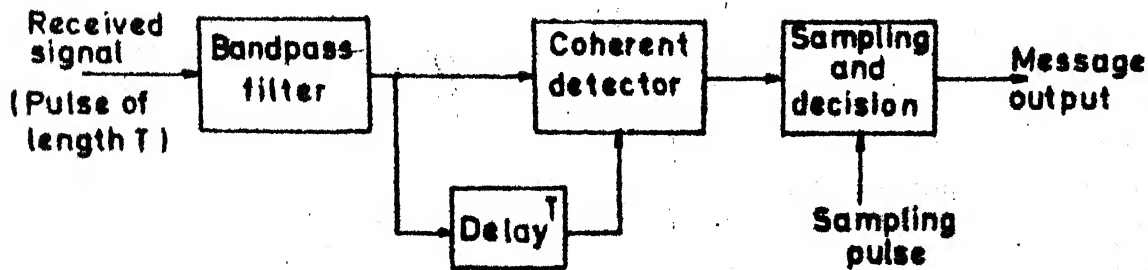 Received
signal
(Pulse of
length T)
Bandpass
filter
Coherent
detector
Sampling
and
decision
Message
output
Delay T
Sampling
pulse